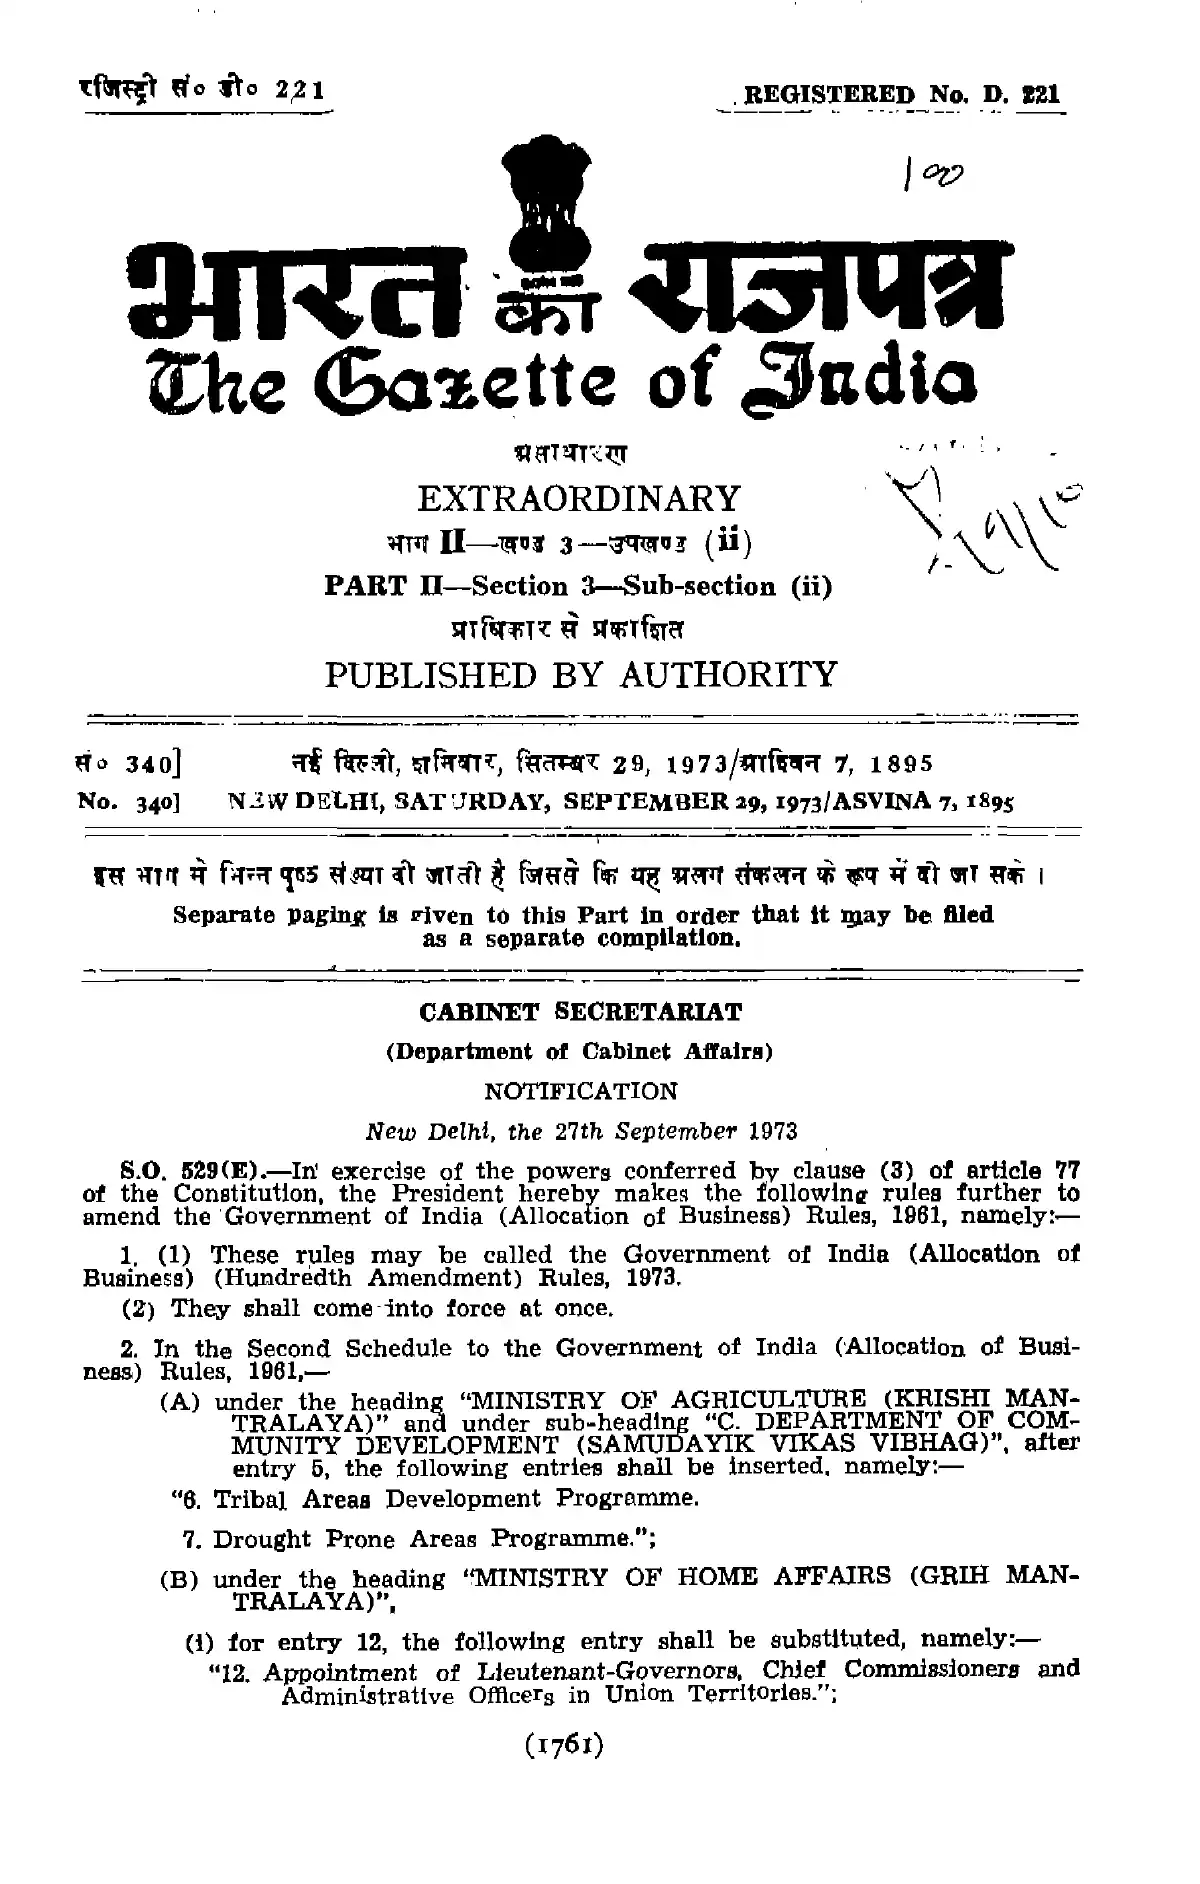 रजिस्ट्री सं० डी० 221
REGISTERED No. D. 221
100
भारत का राजपत्र
The Gazette of India
असाधारण
EXTRAORDINARY
भाग II—खण्ड 3—उपखण्ड (ii)
PART II—Section 3—Sub-section (ii)
प्राधिकार से प्रकाशित
PUBLISHED BY AUTHORITY
सं० 340] नई दिल्ली, शनिवार, सितम्बर 29, 1973/आश्विन 7, 1895
No. 340] NEW DELHI, SATURDAY, SEPTEMBER 29, 1973/ASVINA 7, 1895
इस भाग में भिन्न पृष्ठ संख्या दी जाती है जिससे कि यह अलग संकलन के रूप में दी जा सके ।
Separate paging is given to this Part in order that it may be filed
as a separate compilation.
CABINET SECRETARIAT
(Department of Cabinet Affairs)
NOTIFICATION
New Delhi, the 27th September 1973
S.O. 529(E).—In exercise of the powers conferred by clause (3) of article 77
of the Constitution, the President hereby makes the following rules further to
amend the Government of India (Allocation of Business) Rules, 1961, namely:—
1. (1) These rules may be called the Government of India (Allocation of
Business) (Hundredth Amendment) Rules, 1973.
(2) They shall come into force at once.
2. In the Second Schedule to the Government of India (Allocation of Busi-
ness) Rules, 1961,—
(A) under the heading “MINISTRY OF AGRICULTURE (KRISHI MAN-
TRALAYA)” and under sub-heading “C. DEPARTMENT OF COM-
MUNITY DEVELOPMENT (SAMUDAYIK VIKAS VIBHAG)”, after
entry 5, the following entries shall be inserted, namely:—
“6. Tribal Areas Development Programme.
7. Drought Prone Areas Programme.”;
(B) under the heading “MINISTRY OF HOME AFFAIRS (GRIH MAN-
TRALAYA)”,
(i) for entry 12, the following entry shall be substituted, namely:—
“12. Appointment of Lieutenant-Governors, Chief Commissioners and
Administrative Officers in Union Territories.”;
(1761)